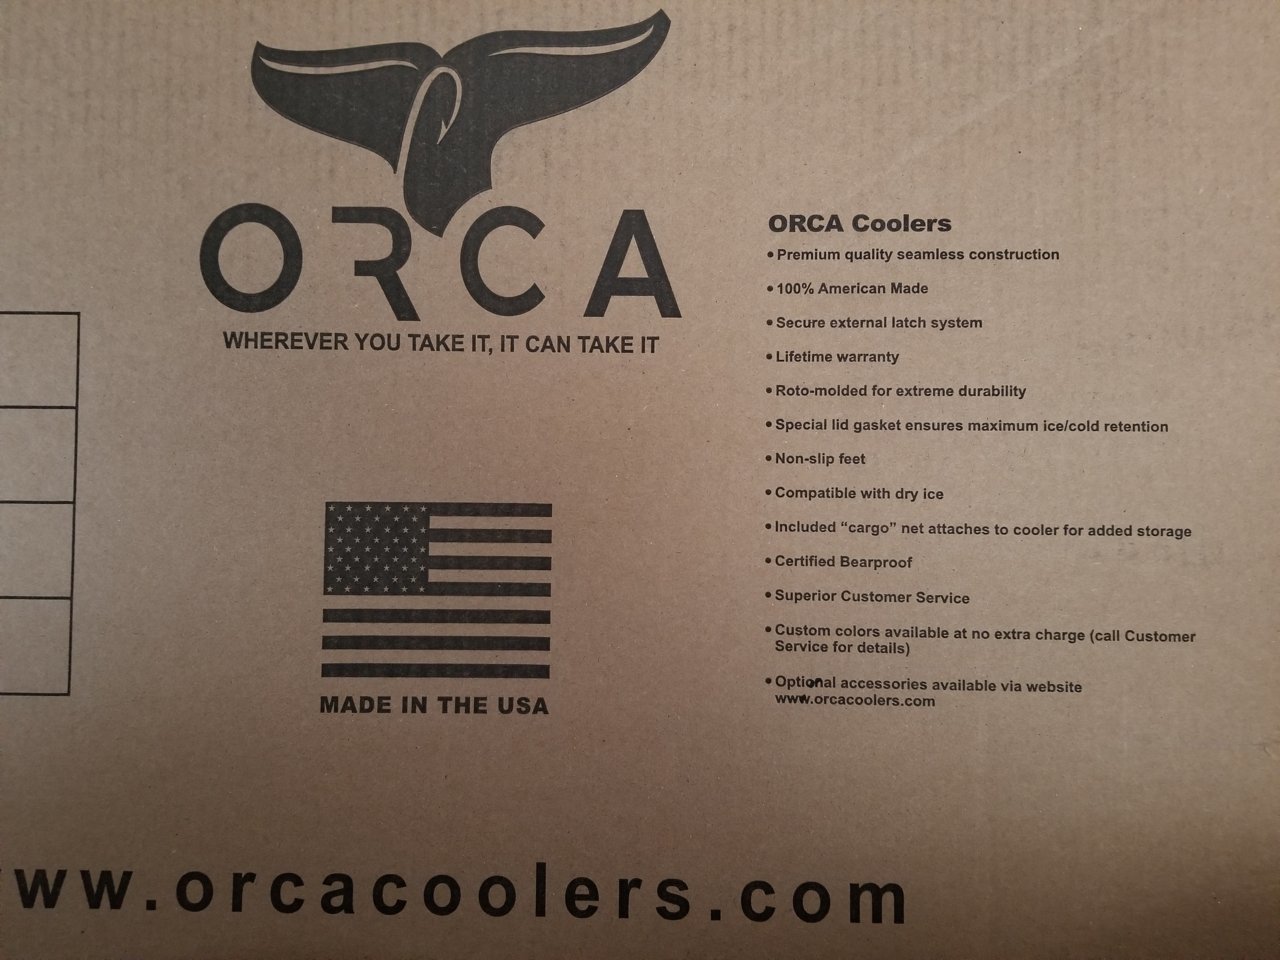 ORCA
WHEREVER YOU TAKE IT, IT CAN TAKE IT
MADE IN THE USA
ORCA Coolers
• Premium quality seamless construction
• 100% American Made
• Secure external latch system
• Lifetime warranty
• Roto-molded for extreme durability
• Special lid gasket ensures maximum ice/cold retention
• Non-slip feet
• Compatible with dry ice
• Included “cargo” net attaches to cooler for added storage
• Certified Bearproof
• Superior Customer Service
• Custom colors available at no extra charge (call Customer
Service for details)
• Optional accessories available via website
www.orcacoolers.com
www.orcacoolers.com